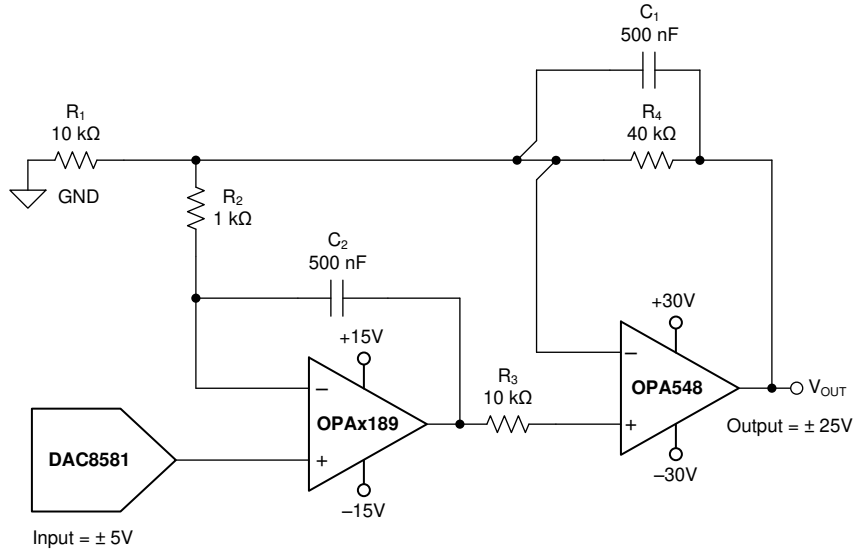 C1
500 nF
R1
10 kΩ
R4
40 kΩ
GND
R2
1 kΩ
C2
500 nF
+15V
+30V
R3
10 kΩ
−
OPAx189
+
−
OPA548
+
VOUT
Output = ± 25V
DAC8581
−15V
−30V
Input = ± 5V